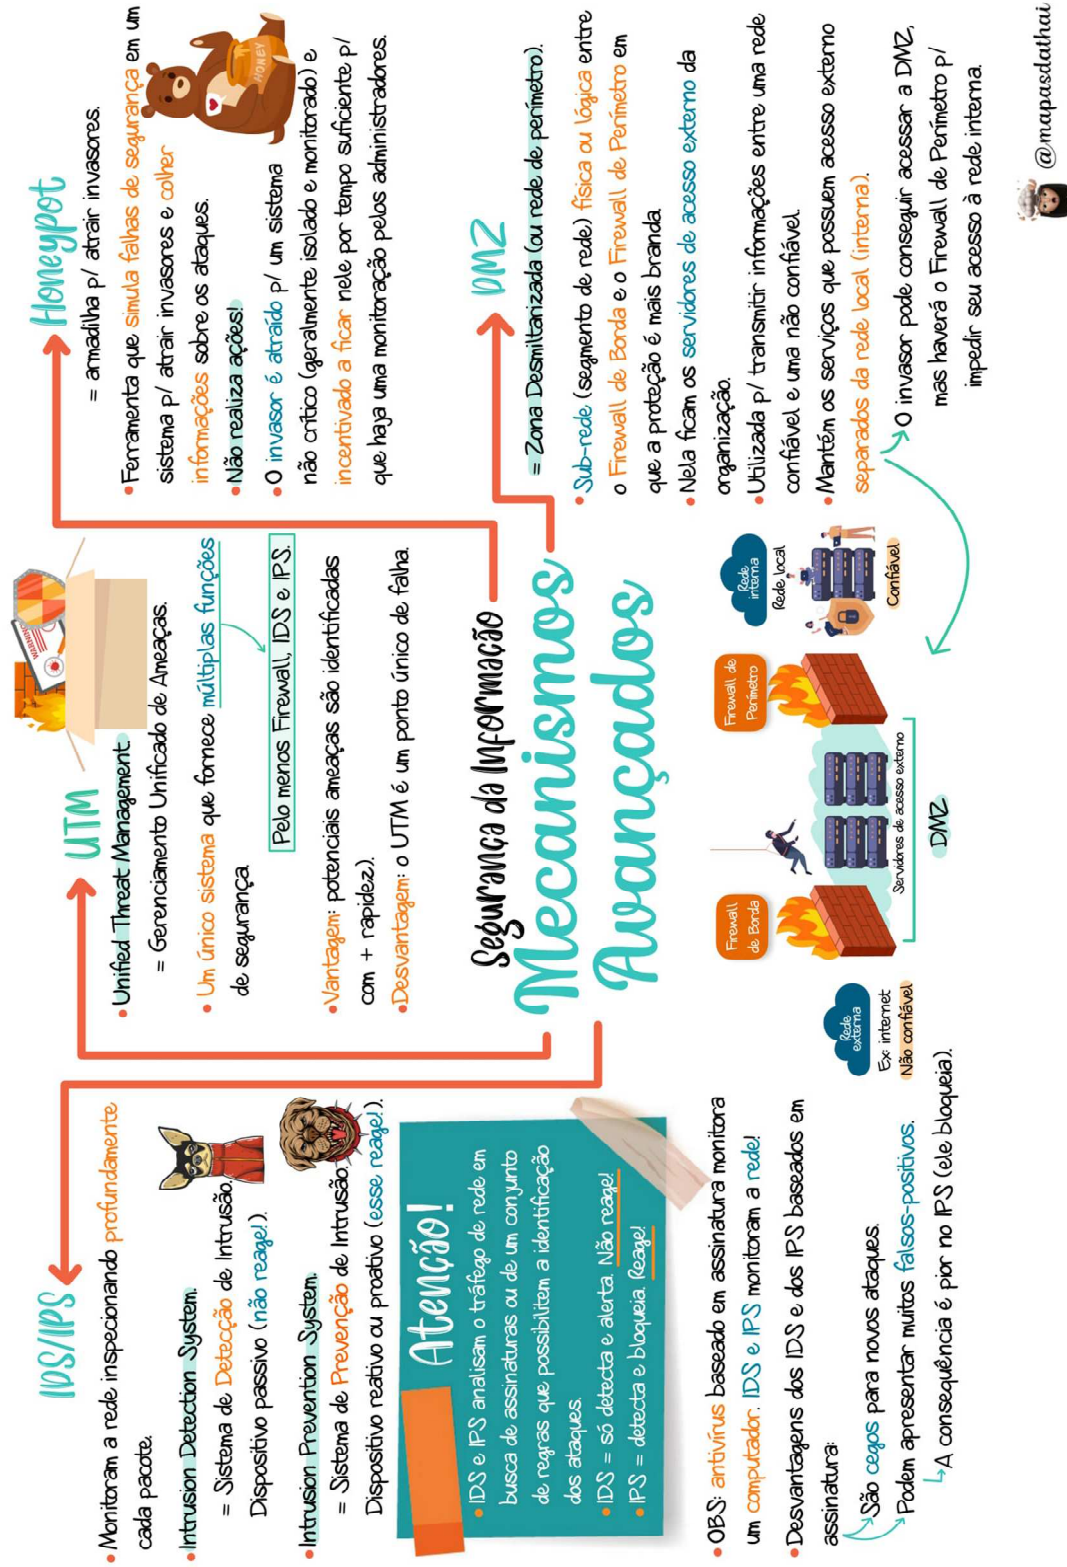 Segurança da Informação
Mecanismos
Avançados
IDS/IPS
• Monitoram a rede inspecionando profundamente
cada pacote.
• Intrusion Detection System.
= Sistema de Detecção de Intrusão.
Dispositivo passivo (não reage!).
• Intrusion Prevention System.
= Sistema de Prevenção de Intrusão.
Dispositivo reativo ou proativo (esse reage!).
Atenção!
• IDS e IPS analisam o tráfego de rede em
busca de assinaturas ou de um conjunto
de regras que possibilitem a identificação
dos ataques.
• IDS = só detecta e alerta. Não reage!
• IPS = detecta e bloqueia. Reage!
• OBS: antivírus baseado em assinatura monitora
um computador. IDS e IPS monitoram a rede!
• Desvantagens dos IDS e dos IPS baseados em
assinatura:
São cegos para novos ataques.
Podem apresentar muitos falsos-positivos.
A consequência é pior no IPS (ele bloqueia).
UTM
WARNING
• Unified Threat Management
= Gerenciamento Unificado de Ameaças.
• Um único sistema que fornece múltiplas funções
de segurança
Pelo menos Firewall, IDS e IPS.
• Vantagem: potenciais ameaças são identificadas
com + rapidez).
• Desvantagem: o UTM é um ponto único de falha.
Honeypot
= armadilha p/ atrair invasores.
• Ferramenta que simula falhas de segurança em um
sistema p/ atrair invasores e colher
informações sobre os ataques.
• Não realiza ações!
• O invasor é atraído p/ um sistema
não crítico (geralmente isolado e monitorado) e
incentivado a ficar nele por tempo suficiente p/
que haja uma monitoração pelos administradores.
HONEY
DMZ
= Zona Desmilitarizada (ou rede de perímetro).
• Sub-rede (segmento de rede) física ou lógica entre
o Firewall de Borda e o Firewall de Perímetro em
que a proteção é mais branda.
• Nela ficam os servidores de acesso externo da
organização.
• Utilizada p/ transmitir informações entre uma rede
confiável e uma não confiável.
• Mantém os serviços que possuem acesso externo
separados da rede local (interna).
O invasor pode conseguir acessar a DMZ,
mas haverá o Firewall de Perímetro p/
impedir seu acesso à rede interna.
Rede
externa
Ex: internet
Não confiável
Firewall
de Borda
Servidores de acesso externo
DMZ
Firewall de
Perímetro
Rede
interna
Rede local
Confiável
@mapasdathai